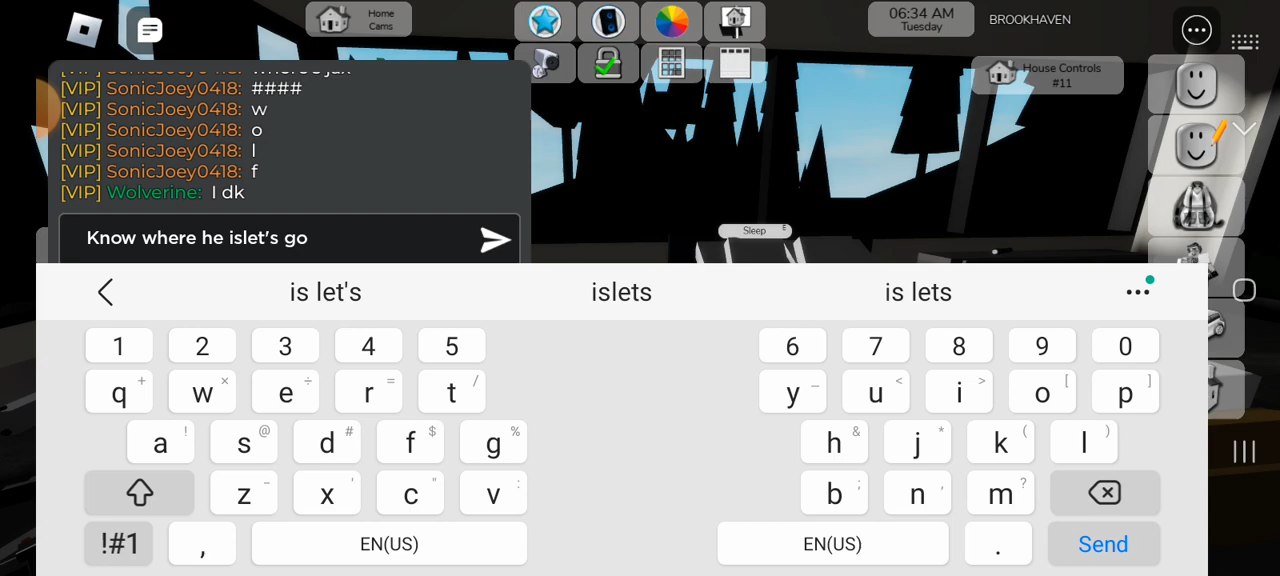 Home
Cams
06:34 AM
Tuesday
BROOKHAVEN
House Controls
#11
[VIP] SonicJoey0418: ####
[VIP] SonicJoey0418: w
[VIP] SonicJoey0418: o
[VIP] SonicJoey0418: l
[VIP] SonicJoey0418: f
[VIP] Wolverine: I dk
Know where he islet's go
Sleep E
is let's islets is lets
1 2 3 4 5 6 7 8 9 0
q + w × e ÷ r = t / y _ u < i > o [ p ]
a ! s @ d # f $ g % h & j * k ( l )
z - x ' c " v : b ; n , m ?
!#1 , EN(US) EN(US) . Send